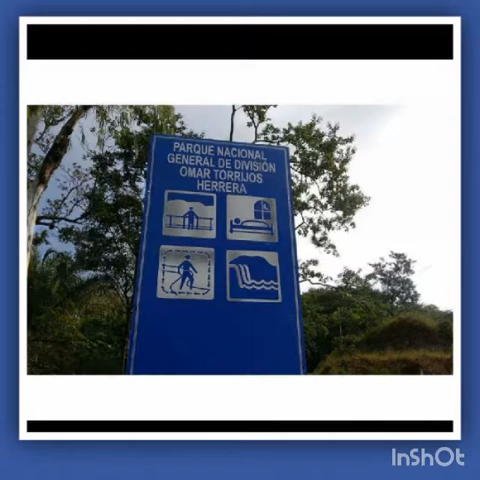 PARQUE NACIONAL
GENERAL DE DIVISIÓN
OMAR TORRIJOS
HERRERA
InShOt